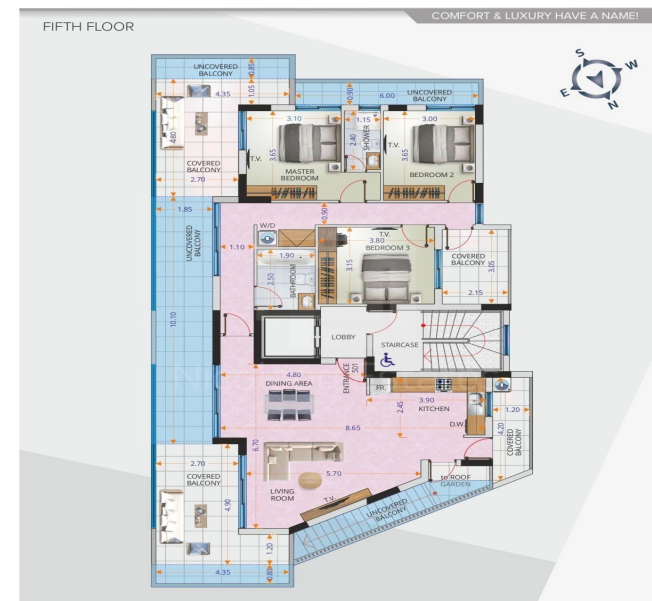 COMFORT & LUXURY HAVE A NAME!
FIFTH FLOOR
S
W
E
N
UNCOVERED
BALCONY
0.85
4.35
1.05
0.90
6.00
UNCOVERED
BALCONY
4.80
3.10
1.15
3.00
T.V.
3.65
2.40
SHOWER
T.V.
3.65
MASTER
BEDROOM
BEDROOM 2
COVERED
BALCONY
2.70
1.85
0.90
UNCOVERED
BALCONY
W/D
1.10
T.V.
3.80
BEDROOM 3
1.90
2.50
BATHROOM
3.15
COVERED
BALCONY
3.05
2.15
10.10
LOBBY
STAIRCASE
ENTRANCE
501
4.80
DINING AREA
FR.
3.90
KITCHEN
2.45
D.W.
1.20
4.20
COVERED
BALCONY
8.65
6.70
5.70
2.70
COVERED
BALCONY
4.90
LIVING
ROOM
T.V.
to ROOF
GARDEN
UNCOVERED
BALCONY
1.20
0.80
4.35